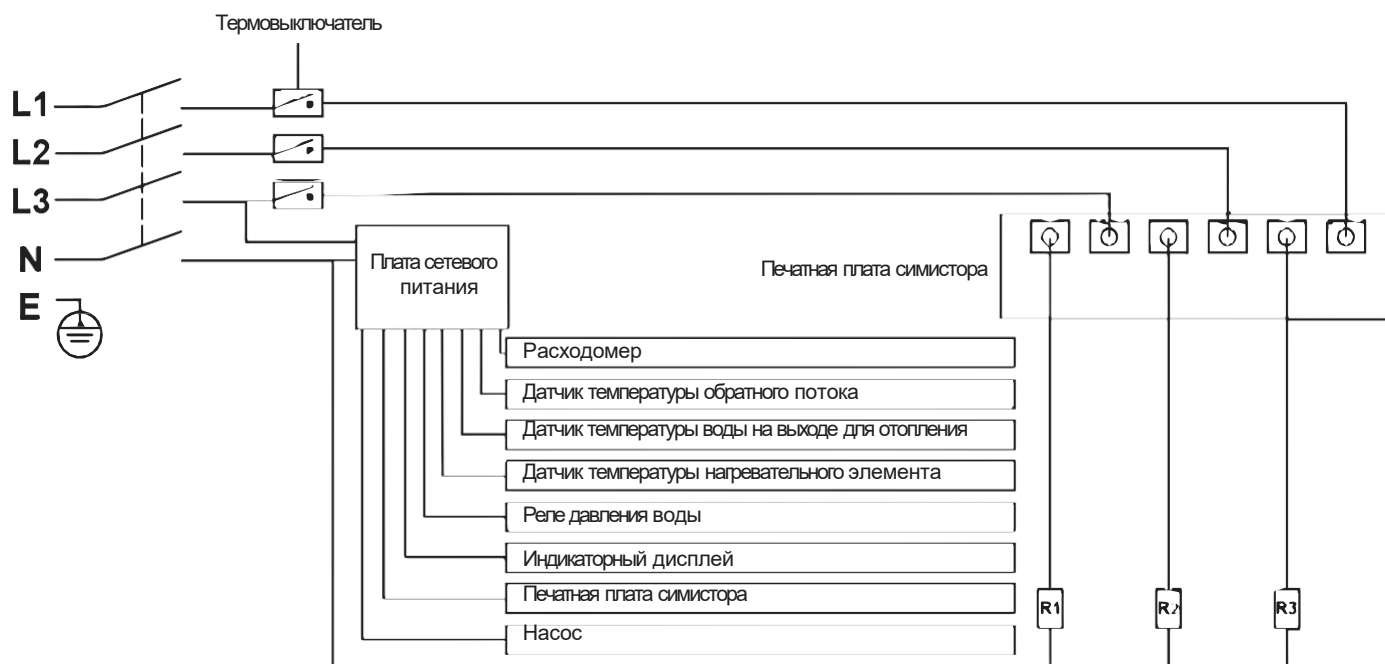 Термовыключатель
L1
L2
L3
N
E
Плата сетевого
питания
Печатная плата симистора
Расходомер
Датчик температуры обратного потока
Датчик температуры воды на выходе для отопления
Датчик температуры нагревательного элемента
Реле давления воды
Индикаторный дисплей
Печатная плата симистора
Насос
R1
R2
R3